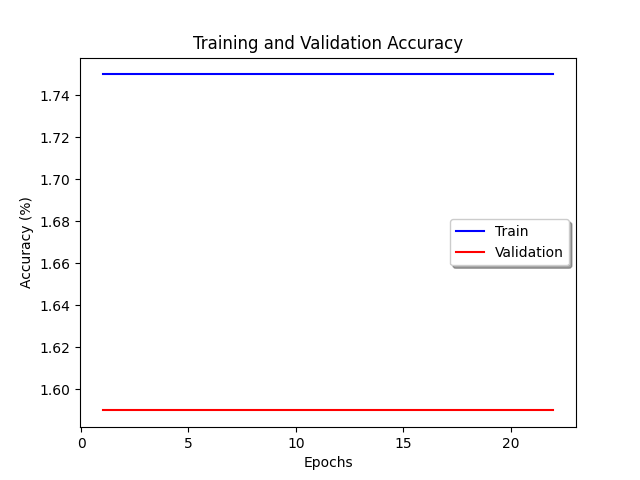 Training and Validation Accuracy
Accuracy (%)
1.74
1.72
1.70
1.68
1.66
1.64
1.62
1.60
Train
Validation
0 5 10 15 20
Epochs